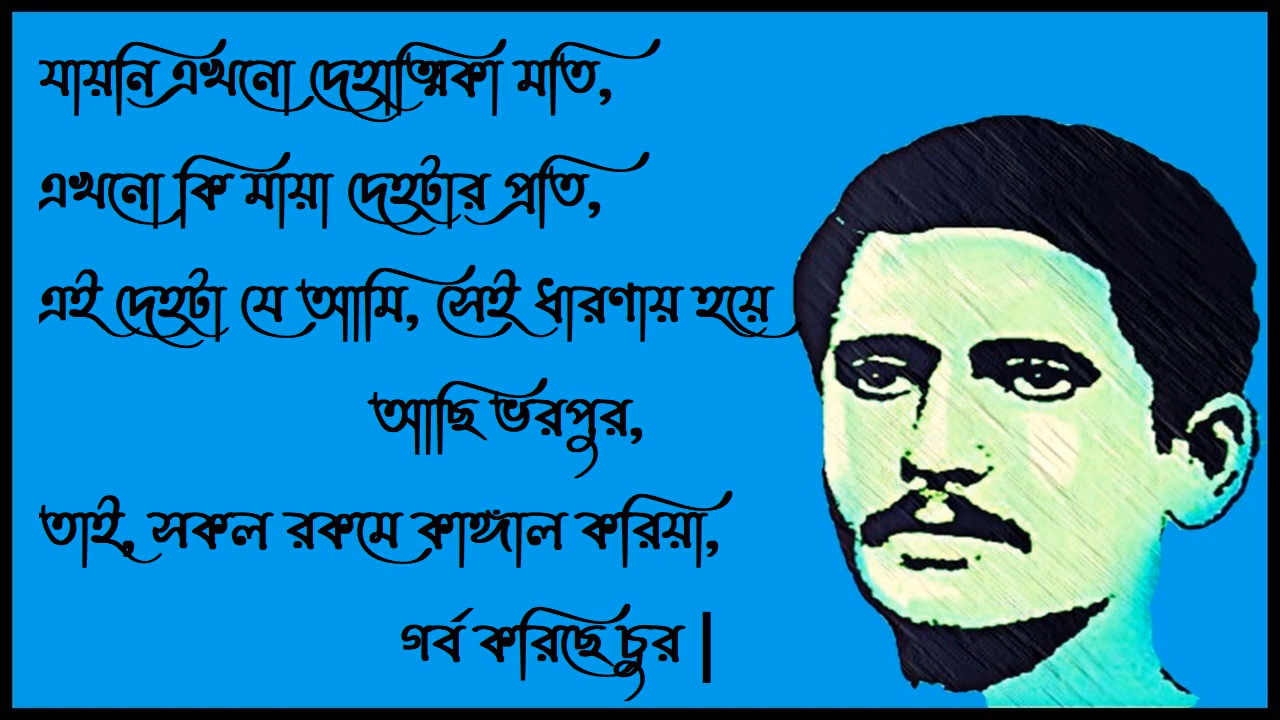 যায়নি এখনো দেহাত্মিকা মতি,
এখনো কি মায়া দেহটার প্রতি,
এই দেহটা যে আমি, সেই ধারণায় হয়ে
আছি ভরপুর,
তাই, সকল রকমে কাঙ্গাল করিয়া,
গর্ব করিছে চুর |